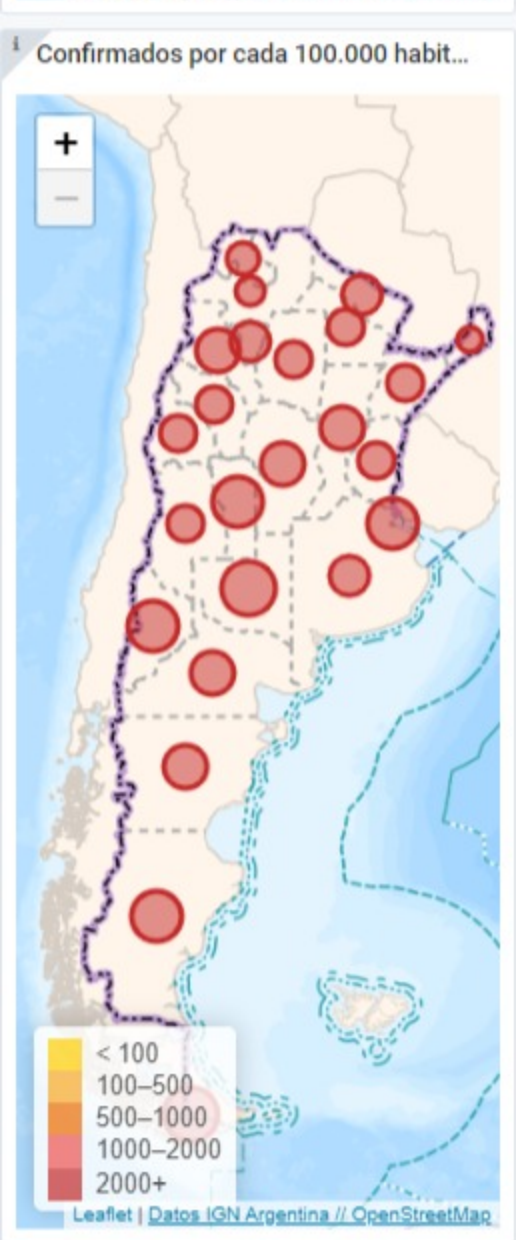 i
Confirmados por cada 100.000 habit...
+
−
< 100
100–500
500–1000
1000–2000
2000+
Leaflet | Datos IGN Argentina // OpenStreetMap